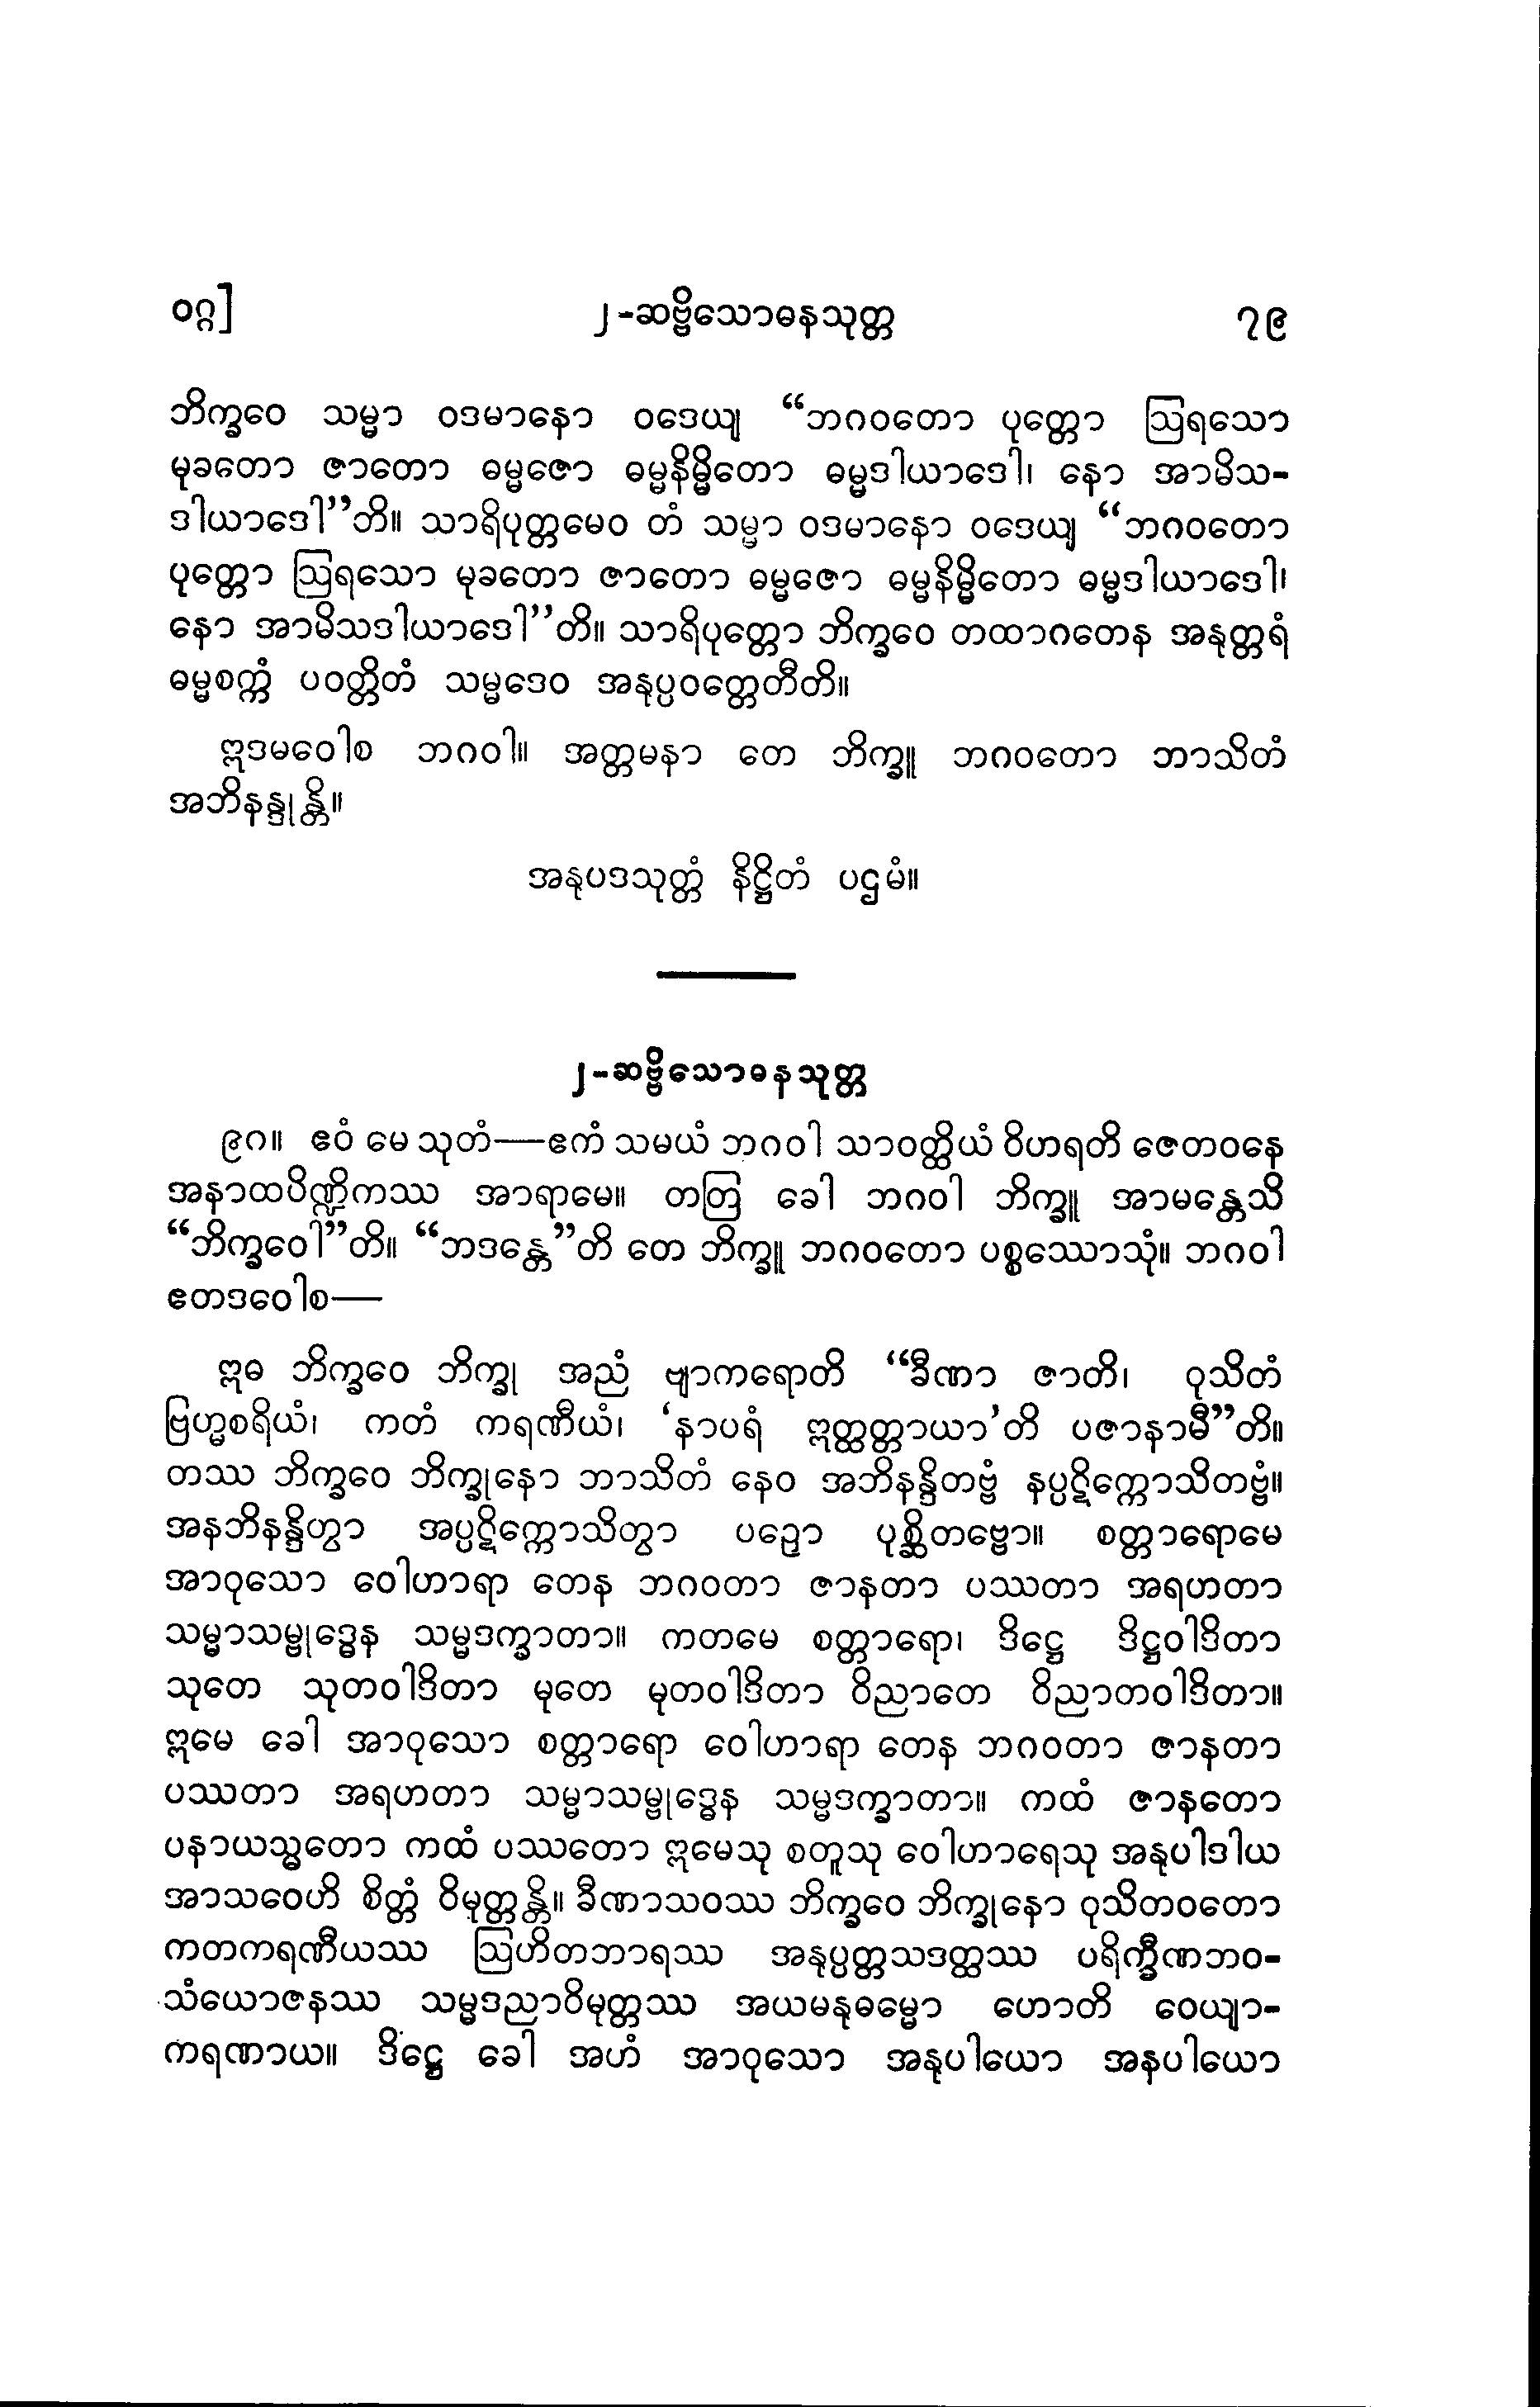 ဝဂ္ဂ]
၂-ဆဗ္ဗိသောဓနသုတ္တ
၇၉
ဘိက္ခဝေ သမ္မာ ဝဒမာနော ဝဒေယျ “ဘဂဝတော ပုတ္တော ဩရသော
မုခတော ဇာတော ဓမ္မဇော ဓမ္မနိမ္မိတော ဓမ္မဒါယာဒေါ၊ နော အာမိသ-
ဒါယာဒေါ”ဘိ။ သာရိပုတ္တမေဝ တံ သမ္မာ ဝဒမာနော ဝဒေယျ “ဘဂဝတော
ပုတ္တော ဩရသော မုခတော ဇာတော ဓမ္မဇော ဓမ္မနိမ္မိတော ဓမ္မဒါယာဒေါ၊
နော အာမိသဒါယာဒေါ”တိ။ သာရိပုတ္တော ဘိက္ခဝေ တထာဂတေန အနုတ္တရံ
ဓမ္မစက္ကံ ပဝတ္တိတံ သမ္မဒေဝ အနုပ္ပဝတ္တေတီတိ။
ဣဒမဝေါစ ဘဂဝါ။ အတ္တမနာ တေ ဘိက္ခူ ဘဂဝတော ဘာသိတံ
အဘိနန္ဒုန္တိ။
အနုပဒသုတ္တံ နိဋ္ဌိတံ ပဌမံ။
၂-ဆဗ္ဗိသောဓနသုတ္တ
၉ဂ။ ဧဝံ မေ သုတံ—ဧကံ သမယံ ဘဂဝါ သာဝတ္ထိယံ ဝိဟရတိ ဇေတဝနေ
အနာထပိဏ္ဍိကဿ အာရာမေ။ တတြ ခေါ ဘဂဝါ ဘိက္ခူ အာမန္တေသိ
“ဘိက္ခဝေါ”တိ။ “ဘဒန္တေ”တိ တေ ဘိက္ခူ ဘဂဝတော ပစ္စဿောသုံ။ ဘဂဝါ
ဧတဒဝေါစ—
ဣဓ ဘိက္ခဝေ ဘိက္ခု အညံ ဗျာကရောတိ “ခီဏာ ဇာတိ၊ ဝုသိတံ
ဗြဟ္မစရိယံ၊ ကတံ ကရဏီယံ၊ ‘နာပရံ ဣတ္ထတ္တာယာ’တိ ပဇာနာမီ”တိ။
တဿ ဘိက္ခဝေ ဘိက္ခုနော ဘာသိတံ နေဝ အဘိနန္ဒိတဗ္ဗံ နပ္ပဋိက္ကောသိတဗ္ဗံ။
အနဘိနန္ဒိတွာ အပ္ပဋိက္ကောသိတွာ ပဉှော ပုစ္ဆိတဗ္ဗော။ စတ္တာရောမေ
အာဝုသော ဝေါဟာရာ တေန ဘဂဝတာ ဇာနတာ ပဿတာ အရဟတာ
သမ္မာသမ္ဗုဒ္ဓေန သမ္မဒက္ခာတာ။ ကတမေ စတ္တာရော၊ ဒိဋ္ဌေ ဒိဋ္ဌဝါဒိတာ
သုတေ သုတဝါဒိတာ မုတေ မုတဝါဒိတာ ဝိညာတေ ဝိညာတဝါဒိတာ။
ဣမေ ခေါ အာဝုသော စတ္တာရော ဝေါဟာရာ တေန ဘဂဝတာ ဇာနတာ
ပဿတာ အရဟတာ သမ္မာသမ္ဗုဒ္ဓေန သမ္မဒက္ခာတာ။ ကထံ ဇာနတော
ပနာယသ္မတော ကထံ ပဿတော ဣမေသု စတူသု ဝေါဟာရေသု အနုပါဒါယ
အာသဝေဟိ စိတ္တံ ဝိမုတ္တန္တိ။ ခီဏာသဝဿ ဘိက္ခဝေ ဘိက္ခုနော ဝုသိတဝတော
ကတကရဏီယဿ ဩဟိတဘာရဿ အနုပ္ပတ္တသဒတ္ထဿ ပရိက္ခီဏဘဝ-
သံယောဇနဿ သမ္မဒညာဝိမုတ္တဿ အယမနုဓမ္မော ဟောတိ ဝေယျာ-
ကရဏာယ။ ဒိဋ္ဌေ ခေါ အဟံ အာဝုသော အနုပါယော အနပါယော